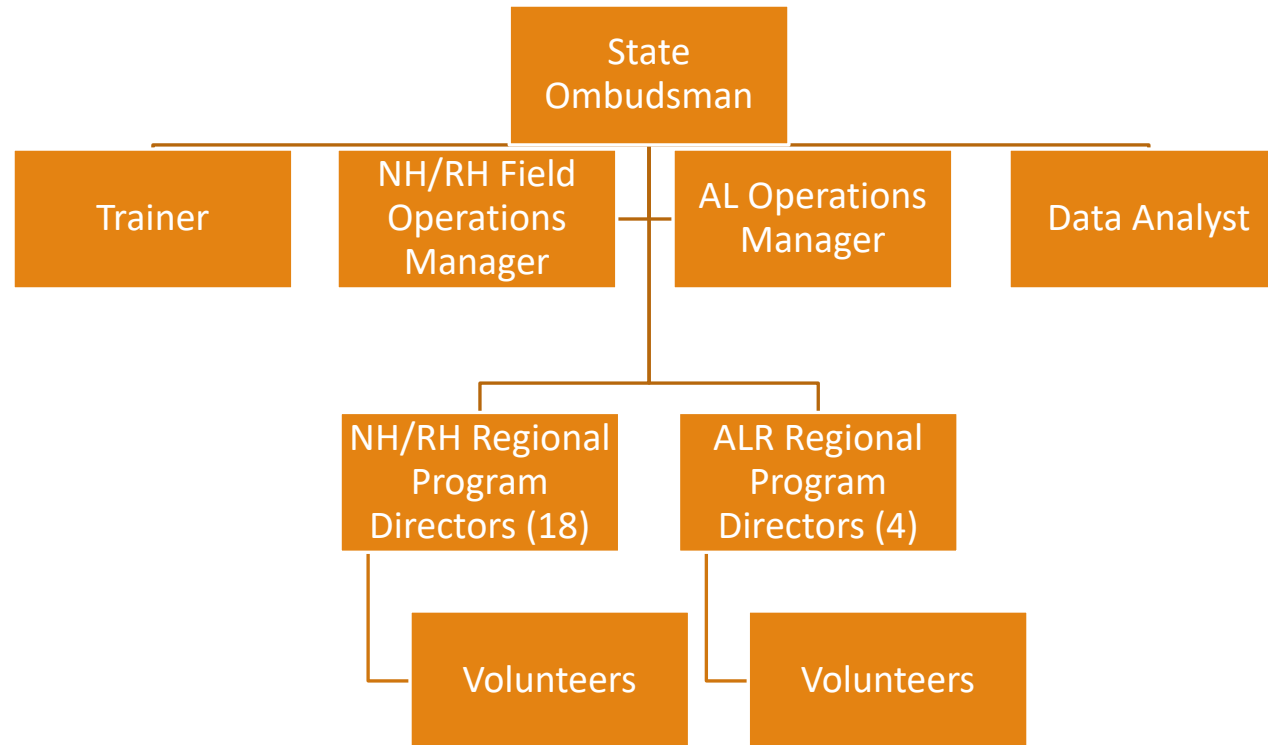 State
Ombudsman
Trainer
NH/RH Field
Operations
Manager
AL Operations
Manager
Data Analyst
NH/RH Regional
Program
Directors (18)
ALR Regional
Program
Directors (4)
Volunteers
Volunteers